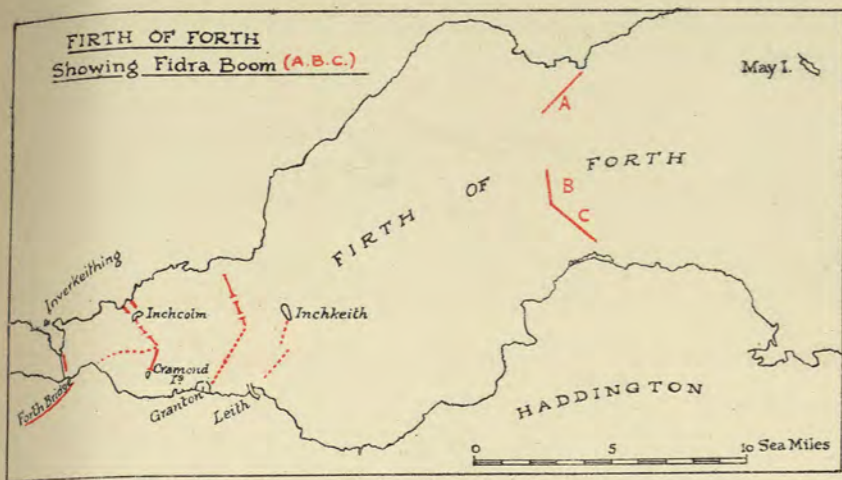 FIRTH OF FORTH
Showing Fidra Boom (A.B.C.)
May I.
A
FIRTH OF FORTH
B
C
Inverkeithing
Inchcolm
Inchkeith
Cramond
Iᵈ
Forth Bridge
Granton
Leith
HADDINGTON
0 5 10 Sea Miles